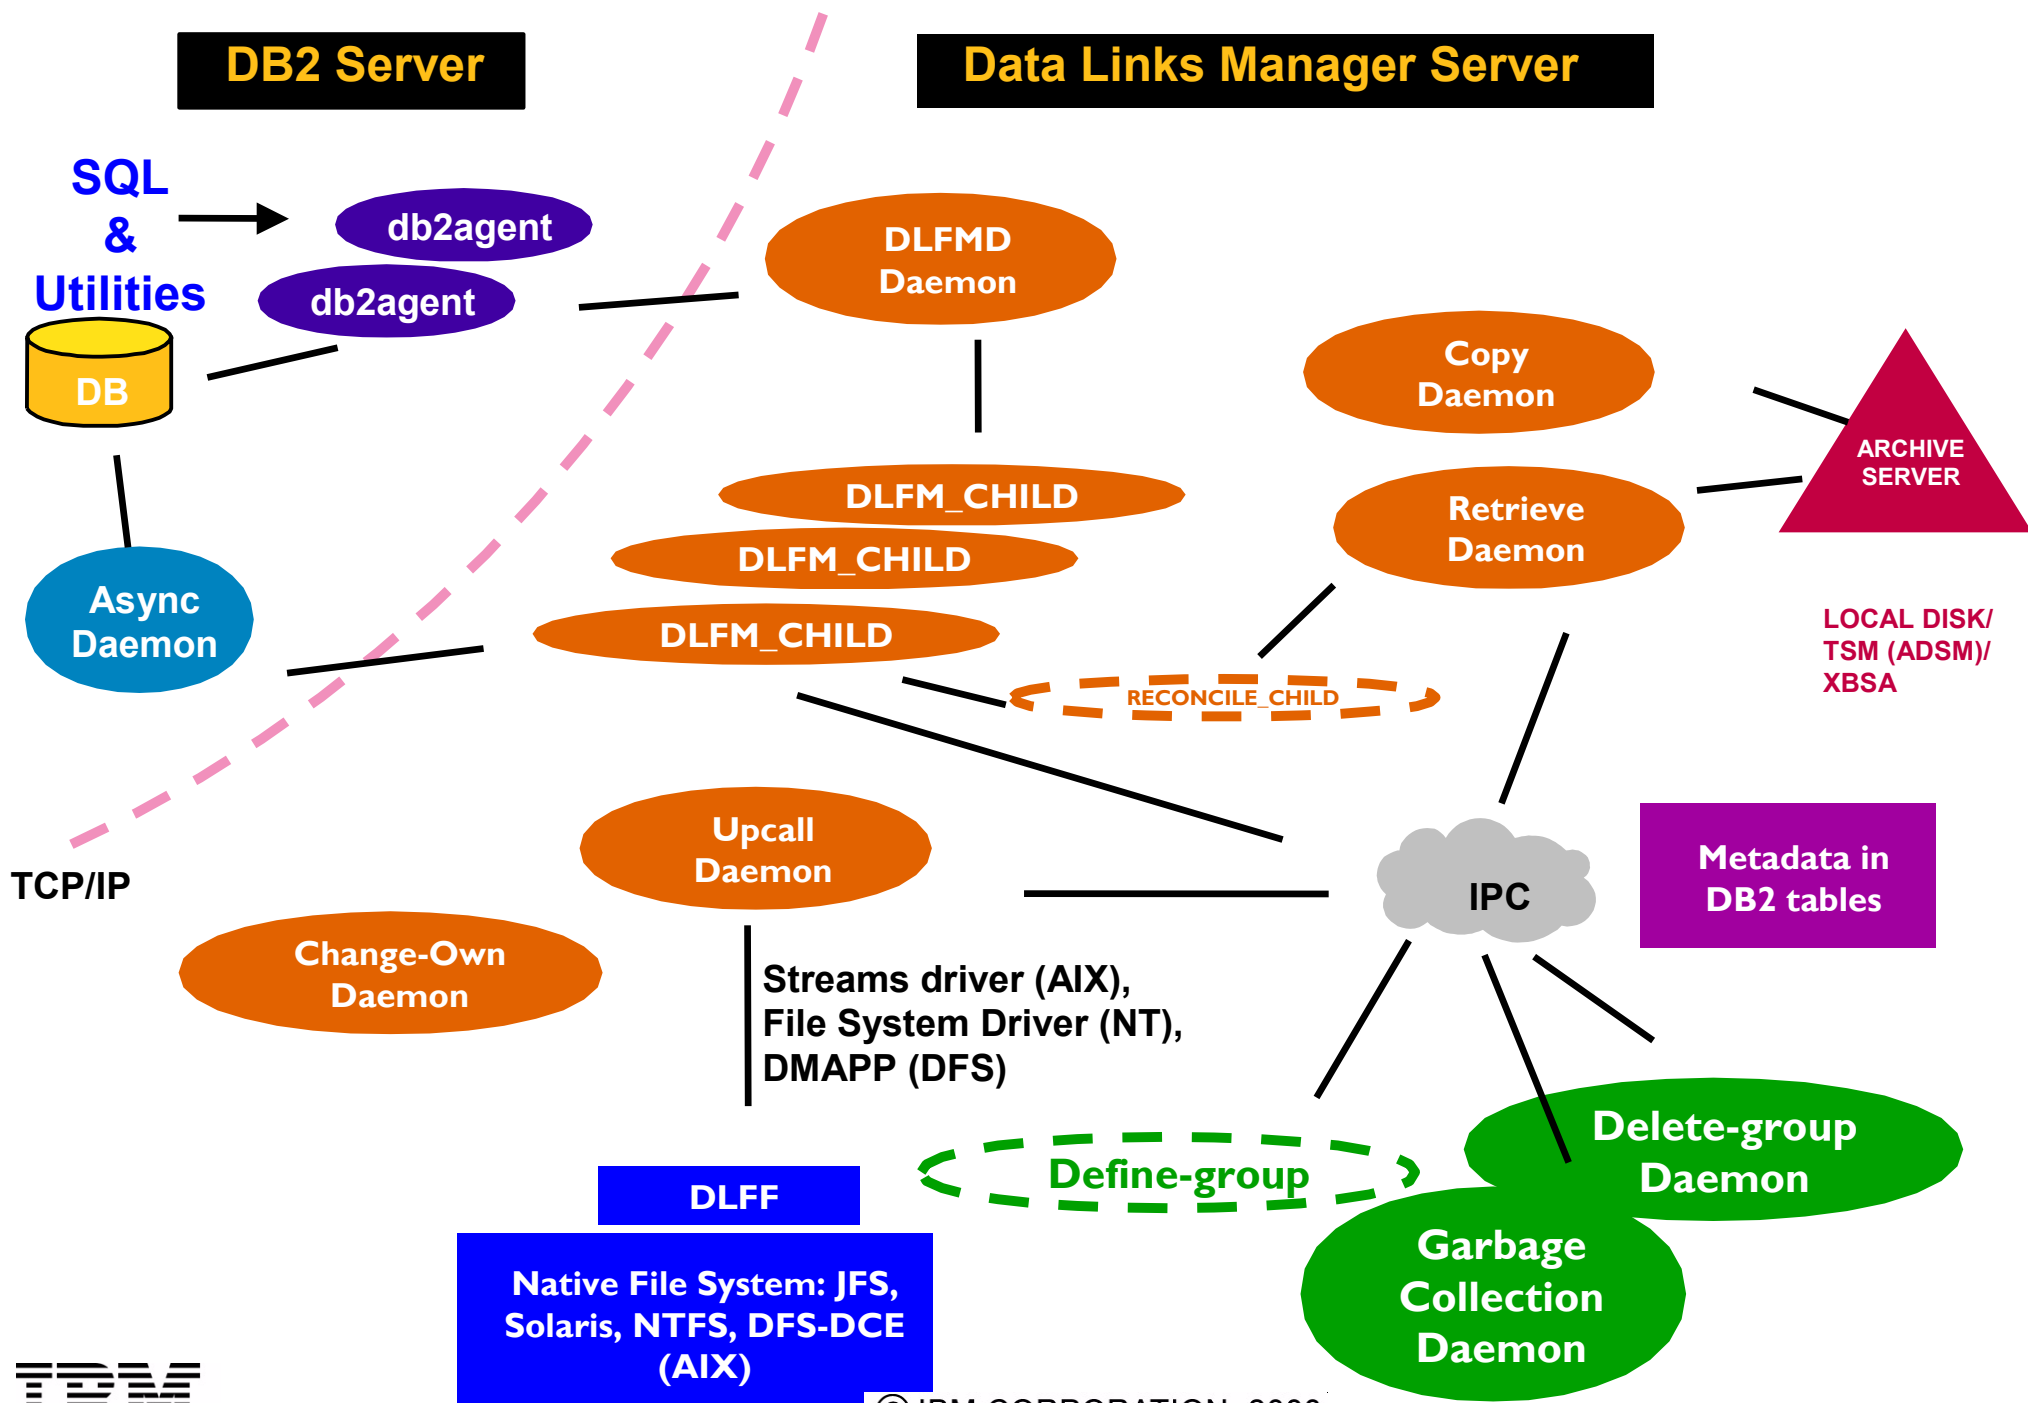 DB2 Server
Data Links Manager Server
SQL
&
Utilities
db2agent
db2agent
DB
DLFMD
Daemon
Copy
Daemon
ARCHIVE
SERVER
DLFM_CHILD
Retrieve
Daemon
DLFM_CHILD
Async
Daemon
DLFM_CHILD
LOCAL DISK/
TSM (ADSM)/
XBSA
RECONCILE_CHILD
TCP/IP
Upcall
Daemon
IPC
Metadata in
DB2 tables
Change-Own
Daemon
Streams driver (AIX),
File System Driver (NT),
DMAPP (DFS)
Delete-group
Daemon
Define-group
DLFF
Garbage
Collection
Daemon
Native File System: JFS,
Solaris, NTFS, DFS-DCE
(AIX)
IBM
© IBM CORPORATION,